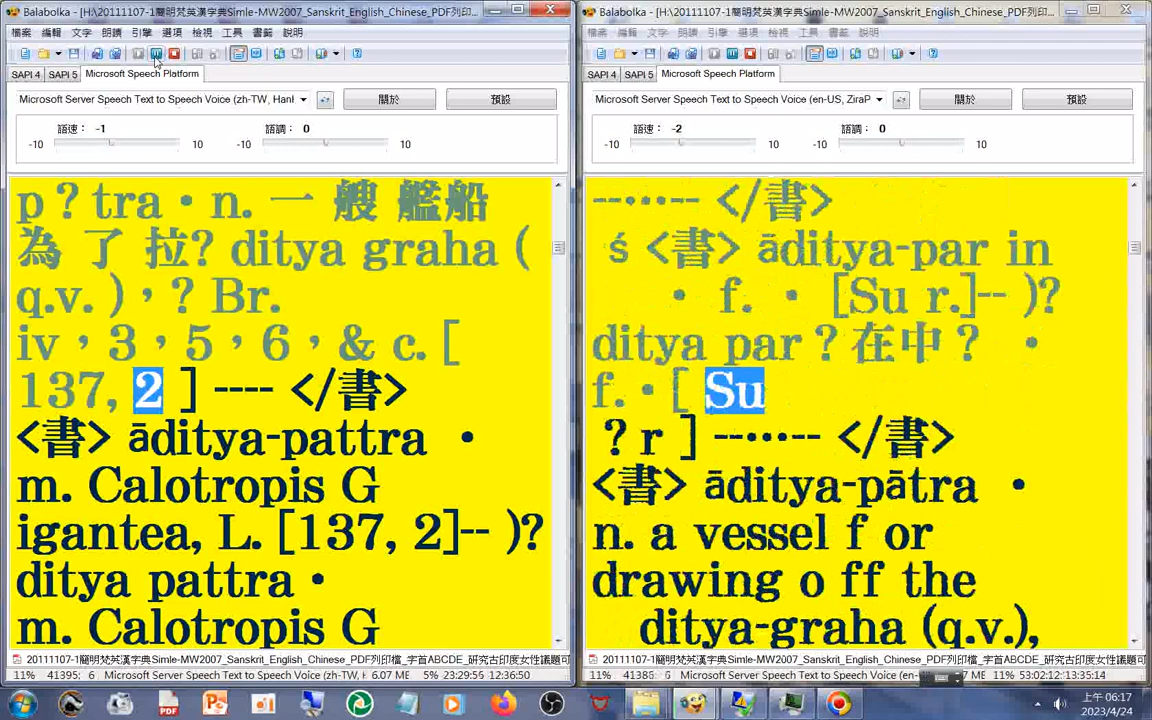 Balabolka - [H:\20111107-1簡明梵英漢字典Simle-MW2007_Sanskrit_English_Chinese_PDF列印...
檔案 編輯 文字 朗讀 引擎 選項 檢視 工具 書籤 說明
SAPI 4 SAPI 5 Microsoft Speech Platform
Microsoft Server Speech Text to Speech Voice (zh-TW, Hanl
關於 預設
語速： -1 語調： 0
-10 10 -10 10
p ? tra · n. 一 艘 艦船
為 了 拉? ditya graha (
q.v. )，? Br.
iv，3，5，6，& c. [
137, 2 ] ---- </書>
<書> āditya-pattra ·
m. Calotropis G
igantea, L. [137, 2]-- )?
ditya pattra ·
m. Calotropis G
20111107-1簡明梵英漢字典Simle-MW2007_Sanskrit_English_Chinese_PDF列印檔_字首ABCDE_研究古印度女性議題可
11% 41395: 6 Microsoft Server Speech Text to Speech Voice (zh-TW, H 6.07 MB 5% 23:29:55 12:36:50
Balabolka - [H:\20111107-1簡明梵英漢字典Simle-MW2007_Sanskrit_English_Chinese_PDF列印...
檔案 編輯 文字 朗讀 引擎 選項 檢視 工具 書籤 說明
SAPI 4 SAPI 5 Microsoft Speech Platform
Microsoft Server Speech Text to Speech Voice (en-US, ZiraP
關於 預設
語速： -2 語調： 0
-10 10 -10 10
--·…·-- </書>
ś <書> āditya-par in
· f. · [Su r.]-- )?
ditya par ? 在中 ? ·
f. · [ Su
? r ] --·…·-- </書>
<書> āditya-pātra ·
n. a vessel f or
drawing o ff the
ditya-graha (q.v.),
20111107-1簡明梵英漢字典Simle-MW2007_Sanskrit_English_Chinese_PDF列印檔_字首ABCDE_研究古印度女性議題可
11% 41385: 6 Microsoft Server Speech Text to Speech Voice (en-US, 11% 53:02:12:13:35:14
上午 06:17
2023/4/24